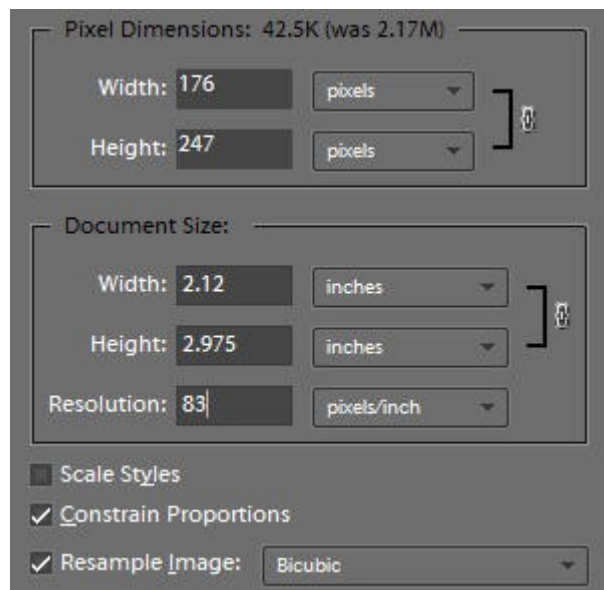 Pixel Dimensions: 42.5K (was 2.17M)
Width: 176 pixels
Height: 247 pixels
Document Size:
Width: 2.12 inches
Height: 2.975 inches
Resolution: 83 pixels/inch
Scale Styles
Constrain Proportions
Resample Image: Bicubic